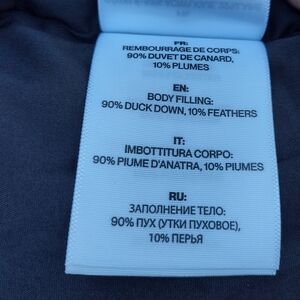 FR:
REMBOURRAGE DE CORPS:
90% DUVET DE CANARD,
10% PLUMES
EN:
BODY FILLING:
90% DUCK DOWN, 10% FEATHERS
IT:
IMBOTTITURA CORPO:
90% PIUME D'ANATRA, 10% PIUMES
RU:
ЗАПОЛНЕНИЕ ТЕЛО:
90% ПУХ (УТКИ ПУХОВОЕ),
10% ПЕРЬЯ